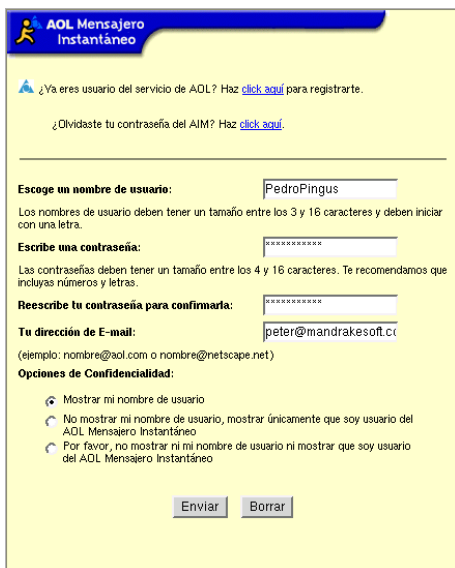 AOL Mensajero
Instantáneo
¿Ya eres usuario del servicio de AOL? Haz click aquí para registrarte.
¿Olvidaste tu contraseña del AIM? Haz click aquí.
Escoge un nombre de usuario: PedroPingus
Los nombres de usuario deben tener un tamaño entre los 3 y 16 caracteres y deben iniciar
con una letra.
Escribe una contraseña: ***********
Las contraseñas deben tener un tamaño entre los 4 y 16 caracteres. Te recomendamos que
incluyas números y letras.
Reescribe tu contraseña para confirmarla: ***********
Tu dirección de E-mail: peter@mandrakesoft.co
(ejemplo: nombre@aol.com o nombre@netscape.net)
Opciones de Confidencialidad:
Mostrar mi nombre de usuario
No mostrar mi nombre de usuario, mostrar únicamente que soy usuario del
AOL Mensajero Instantáneo
Por favor, no mostrar ni mi nombre de usuario ni mostrar que soy usuario
del AOL Mensajero Instantáneo
Enviar Borrar